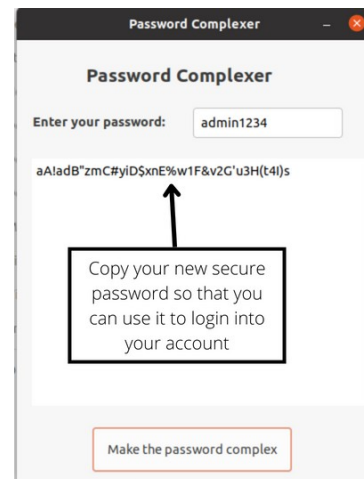 Password Complexer
Password Complexer
Enter your password: admin1234
aA!adB"zmC#yiD$xnE%w1F&v2G'u3H(t4I)s
Copy your new secure
password so that you
can use it to login into
your account
Make the password complex